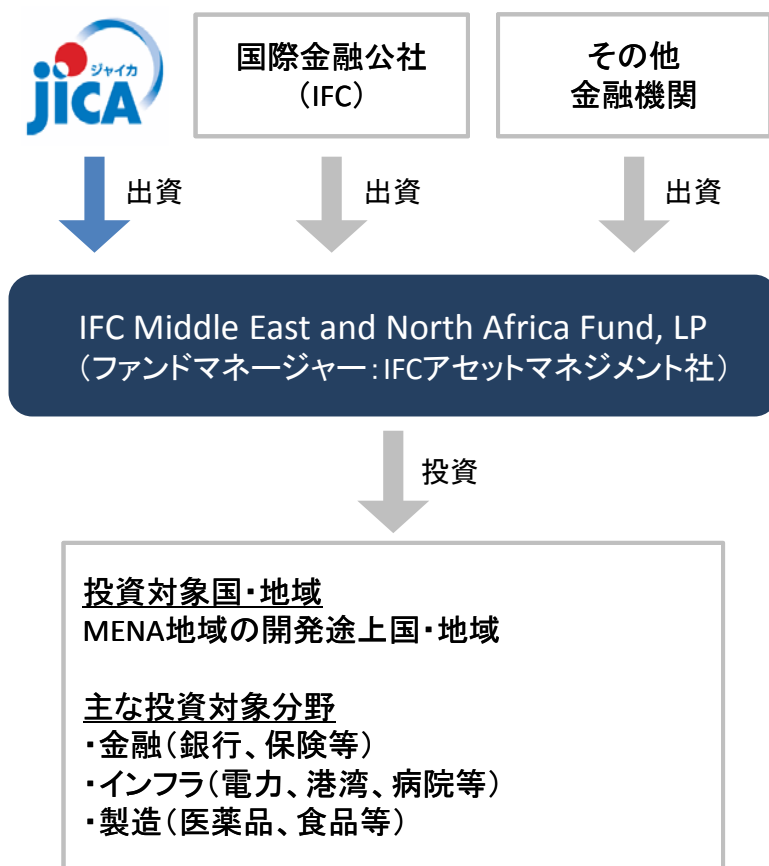 ジャイカ
jICA
国際金融公社
（IFC）
その他
金融機関
出資
出資
出資
IFC Middle East and North Africa Fund, LP
（ファンドマネージャー：IFCアセットマネジメント社）
投資
投資対象国・地域
MENA地域の開発途上国・地域
主な投資対象分野
・金融（銀行、保険等）
・インフラ（電力、港湾、病院等）
・製造（医薬品、食品等）